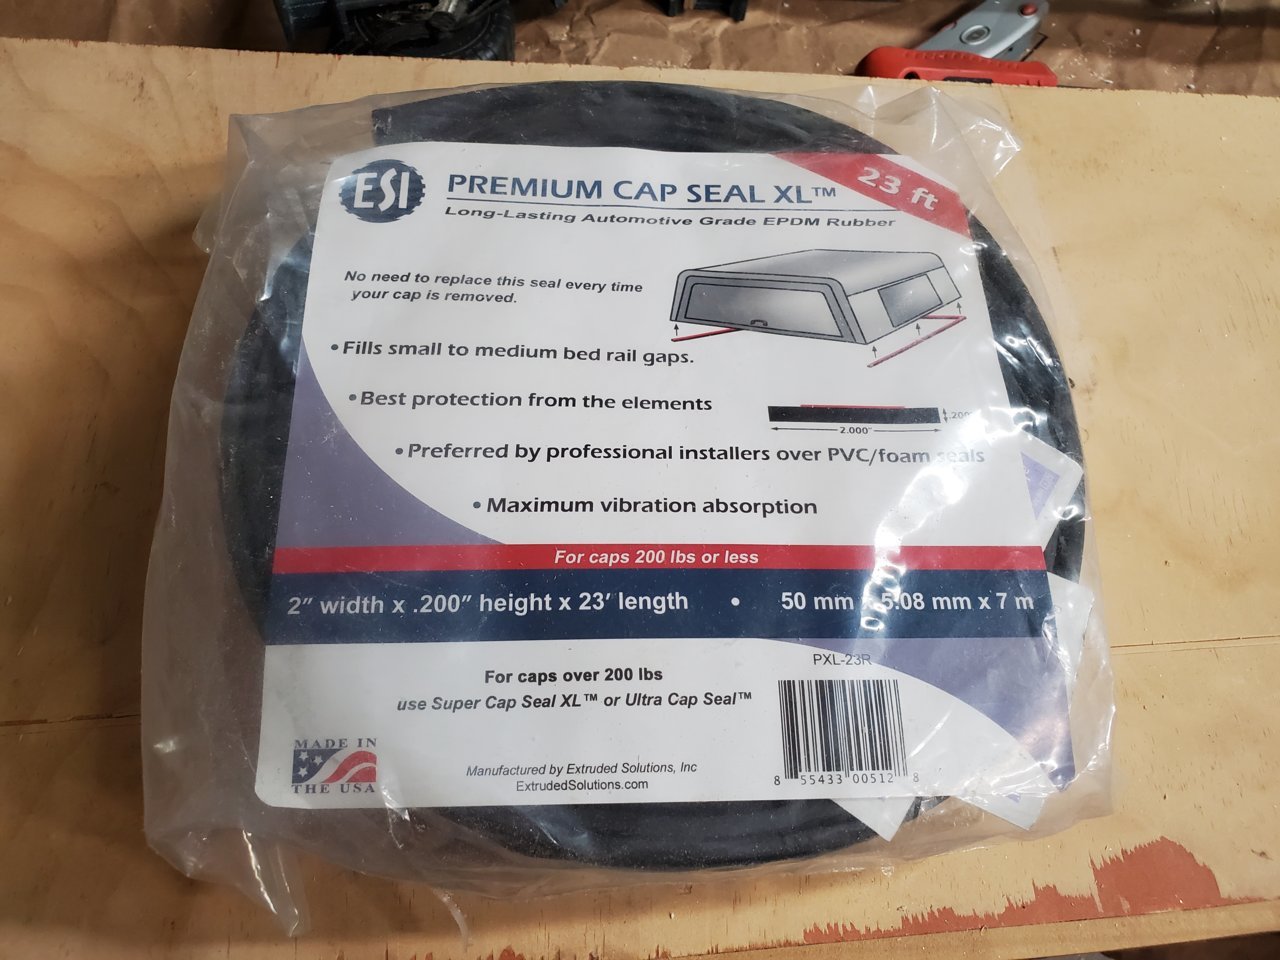 ESI
PREMIUM CAP SEAL XL™
23 ft
Long-Lasting Automotive Grade EPDM Rubber
No need to replace this seal every time
your cap is removed.
• Fills small to medium bed rail gaps.
• Best protection from the elements
.200"
2.000"
• Preferred by professional installers over PVC/foam seals
• Maximum vibration absorption
For caps 200 lbs or less
2" width x .200" height x 23' length • 50 mm x 5.08 mm x 7 m
PXL-23R
For caps over 200 lbs
use Super Cap Seal XL™ or Ultra Cap Seal™
MADE IN
THE USA
Manufactured by Extruded Solutions, Inc
ExtrudedSolutions.com
8 55433 00512 8